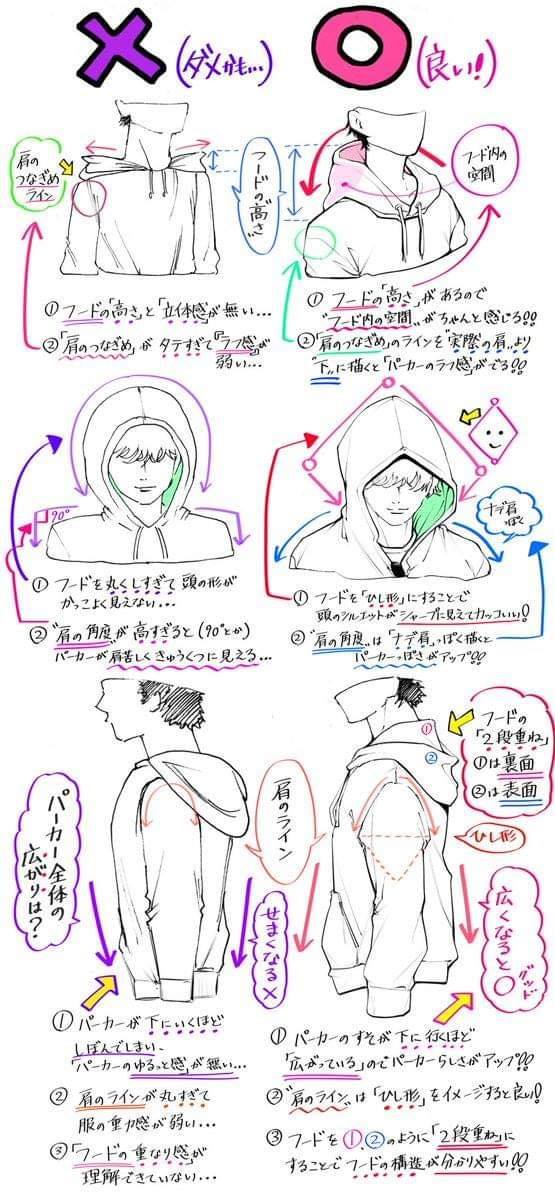 (ダメかも…)
(良い!)
肩の
つなぎめ
ライン
フードの高さ
フード内の
空間
①フードの「高さ」と「立体感」が無い…
②「肩のつなぎめ」がタテすぎて『ラフ感』が
弱い…
①フードの「高さ」があるので
"フード内の空間"がちゃんと感じる!!
②「肩のつなぎめ」のラインを"実際の肩"より
"下"に描くと「パーカーのラフ感」がでる!!
90°
ナデ肩
っぽく
①フードを丸くしすぎて頭の形が
かっこよく見えない…
②"肩の角度"が高すぎると(90°とか)
パーカーが肩苦しくきゅうくつに見える…
①フードを「ひし形」にすることで
頭のシルエットがシャープに見えてカッコいい!
②"肩の角度"は「ナデ肩」っぽく描くと
パーカーっぽさがアップ!!
パーカー全体の
広がりは?
肩のライン
せまくなる×
①
②
フードの
「2段重ね」
①は裏面
②は表面
ひし形
広くなると
○グッド
①パーカーが下にいくほど
しぼんでしまい、
「パーカーのゆるっと感」が無い…
②肩のラインが丸すぎて
服の重力感が弱い…
③「フードの重なり感」が
理解できていない…
①パーカーのすそが下に行くほど
「広がっている」のでパーカーらしさがアップ!!
②"肩のライン"は「ひし形」をイメージすると良い!
③フードを①、②のように「2段重ね」に
することでフードの構造が分かりやすい!!